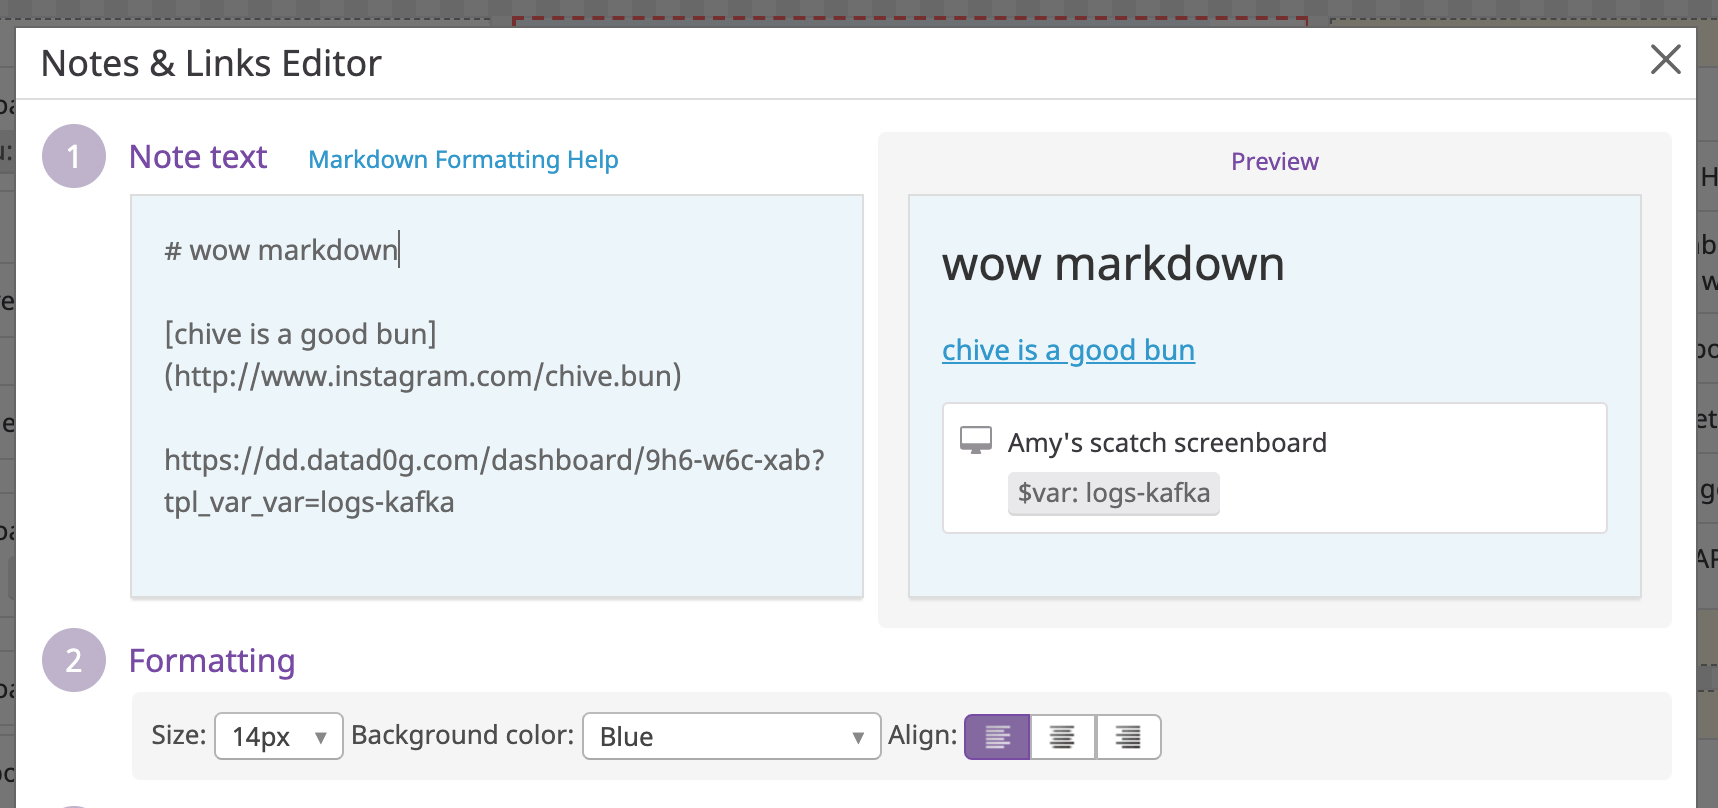 Notes & Links Editor
1
Note text
Markdown Formatting Help
# wow markdown
[chive is a good bun]
(http://www.instagram.com/chive.bun)
https://dd.datad0g.com/dashboard/9h6-w6c-xab?
tpl_var_var=logs-kafka
Preview
wow markdown
chive is a good bun
Amy's scatch screenboard
$var: logs-kafka
2
Formatting
Size: 14px Background color: Blue Align: